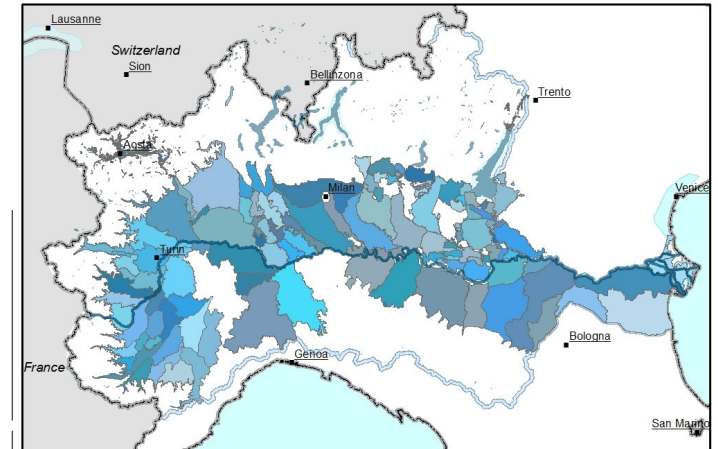 Lausanne
Switzerland
Sion
Bellinzona
Trento
Aosta
Milan
Venice
Turin
Bologna
Genoa
France
San Marino